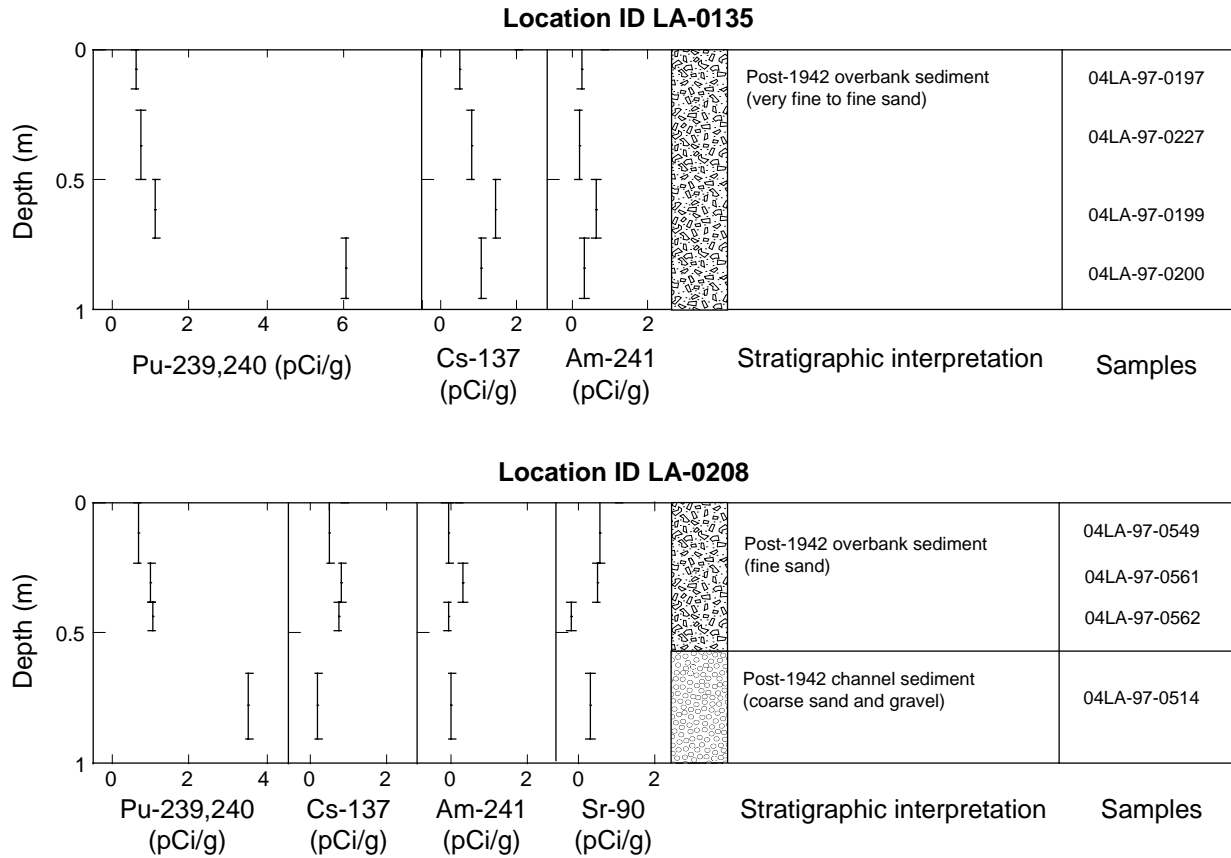 Location ID LA-0135
0
0.5
1
Depth (m)
0 2 4 6
0 2
0 2
Pu-239,240 (pCi/g)
Cs-137
(pCi/g)
Am-241
(pCi/g)
Post-1942 overbank sediment
(very fine to fine sand)
Stratigraphic interpretation
04LA-97-0197
04LA-97-0227
04LA-97-0199
04LA-97-0200
Samples
Location ID LA-0208
0
0.5
1
Depth (m)
0 2 4
0 2
0 2
0 2
Pu-239,240
(pCi/g)
Cs-137
(pCi/g)
Am-241
(pCi/g)
Sr-90
(pCi/g)
Post-1942 overbank sediment
(fine sand)
Post-1942 channel sediment
(coarse sand and gravel)
Stratigraphic interpretation
04LA-97-0549
04LA-97-0561
04LA-97-0562
04LA-97-0514
Samples